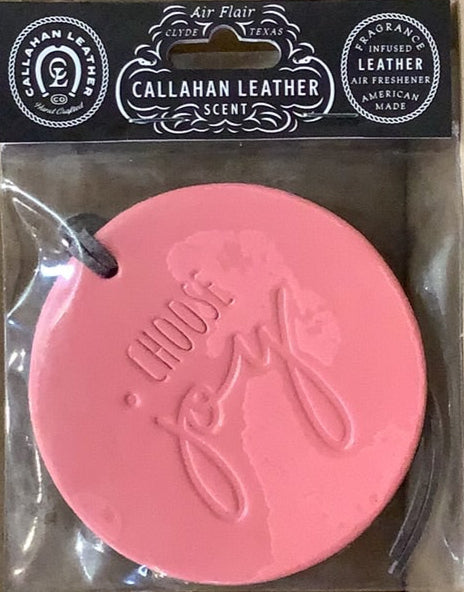 CALLAHAN LEATHER
CL
CO
Hand Crafted
Air Flair
CLYDE TEXAS
CALLAHAN LEATHER
SCENT
FRAGRANCE
INFUSED
LEATHER
AIR FRESHENER
AMERICAN
MADE
CHOOSE
joy